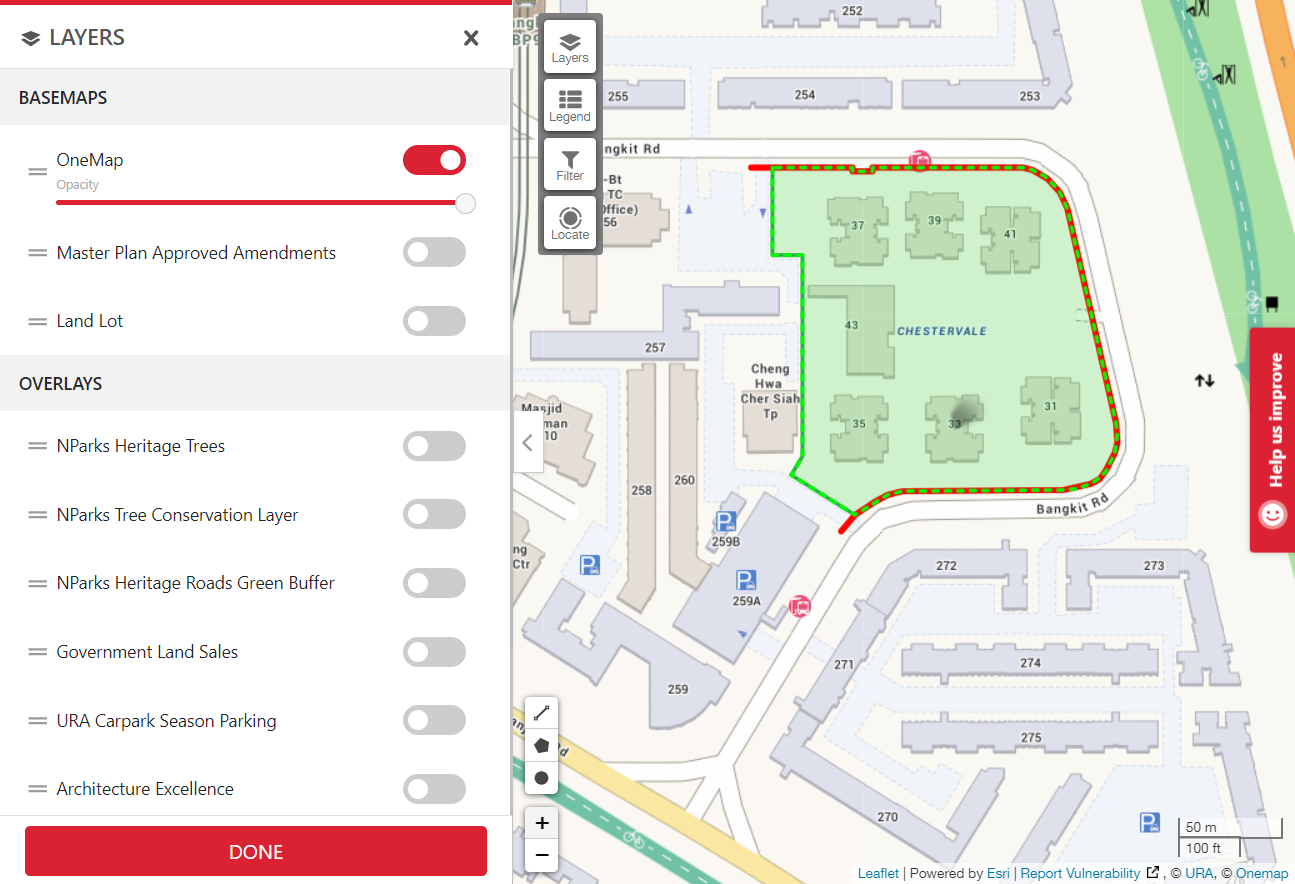 LAYERS
BASEMAPS
OneMap
Opacity
Master Plan Approved Amendments
Land Lot
OVERLAYS
NParks Heritage Trees
NParks Tree Conservation Layer
NParks Heritage Roads Green Buffer
Government Land Sales
URA Carpark Season Parking
Architecture Excellence
DONE
Layers
Legend
Filter
Locate
252
255
254
253
ngkit Rd
-Bt
TC
Office)
56
37
39
41
43
CHESTERVALE
257
Cheng
Hwa
Cher Siah
Tp
Masjid
man
10
35
33
31
258
260
Bangkit Rd
P
259B
P
P
259A
ng
Ctr
272
273
271
274
259
275
270
P
Rd
+
−
50 m
100 ft
Help us improve
Leaflet | Powered by Esri | Report Vulnerability , © URA, © Onemap